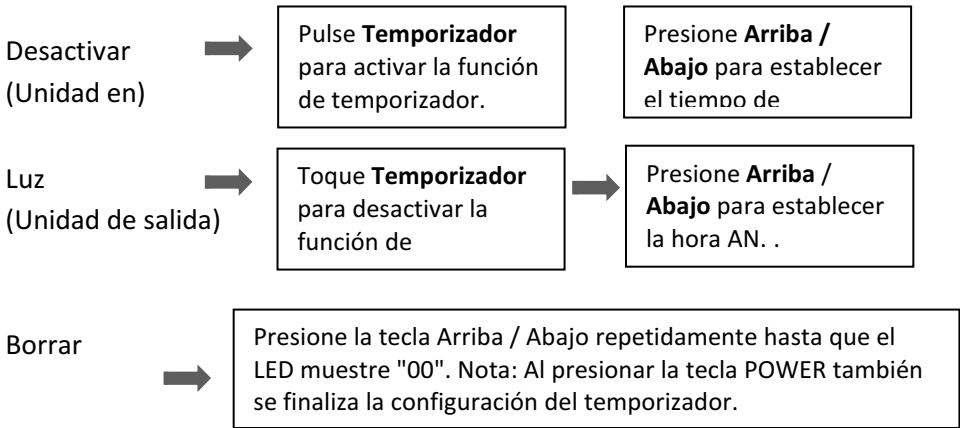 Desactivar
(Unidad en)
Pulse Temporizador
para activar la función
de temporizador.
Presione Arriba /
Abajo para establecer
el tiempo de
Luz
(Unidad de salida)
Toque Temporizador
para desactivar la
función de
Presione Arriba /
Abajo para establecer
la hora AN. .
Borrar
Presione la tecla Arriba / Abajo repetidamente hasta que el
LED muestre "00". Nota: Al presionar la tecla POWER también
se finaliza la configuración del temporizador.